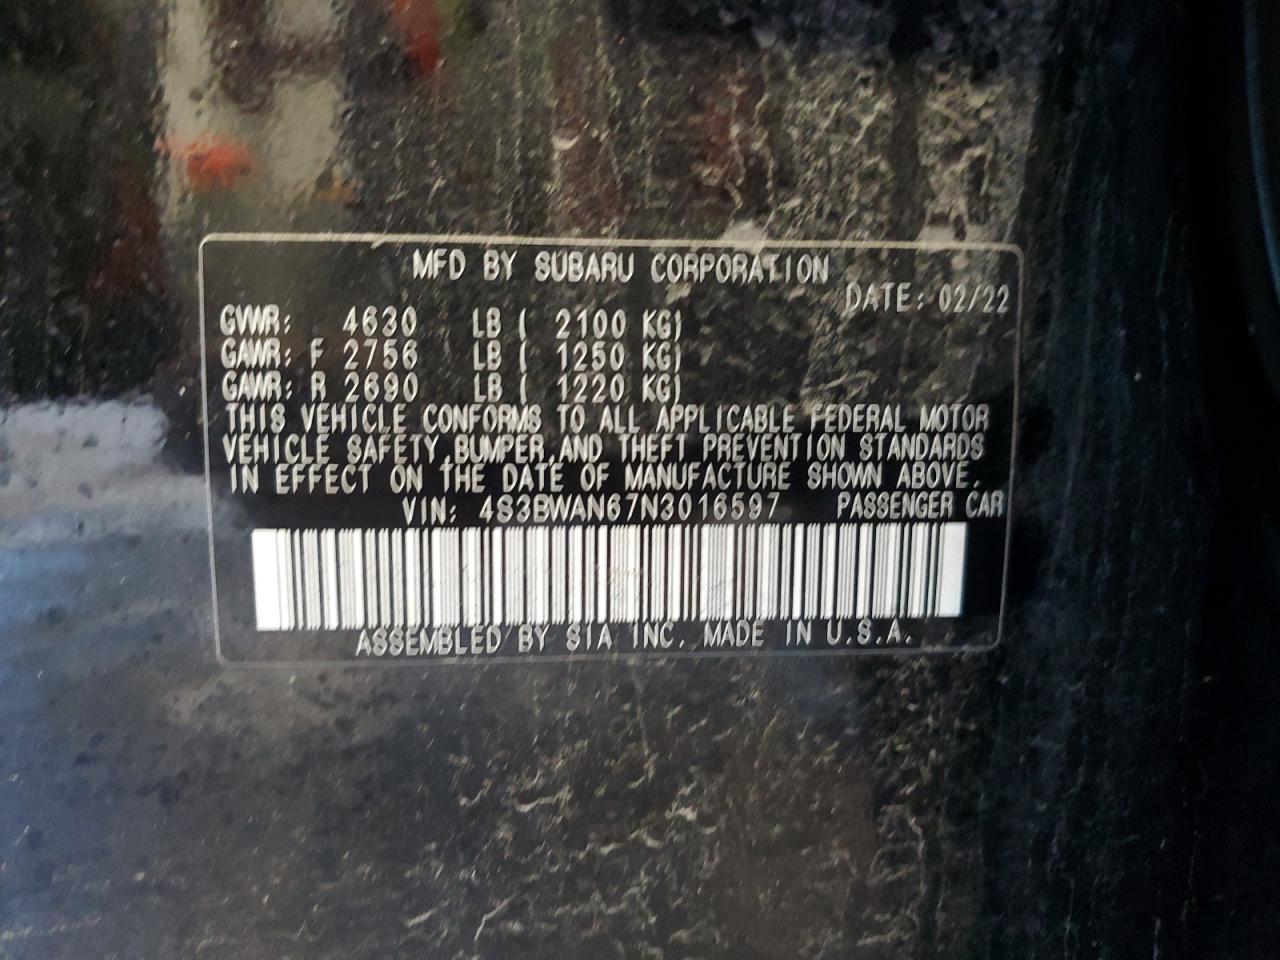 MFD BY SUBARU CORPORATION
DATE: 02/22
GVWR: 4630 LB ( 2100 KG)
GAWR: F 2756 LB ( 1250 KG)
GAWR: R 2690 LB ( 1220 KG)
THIS VEHICLE CONFORMS TO ALL APPLICABLE FEDERAL MOTOR
VEHICLE SAFETY,BUMPER,AND THEFT PREVENTION STANDARDS
IN EFFECT ON THE DATE OF MANUFACTURE SHOWN ABOVE.
VIN: 4S3BWAN67N3016597 PASSENGER CAR
ASSEMBLED BY SIA INC. MADE IN U.S.A.